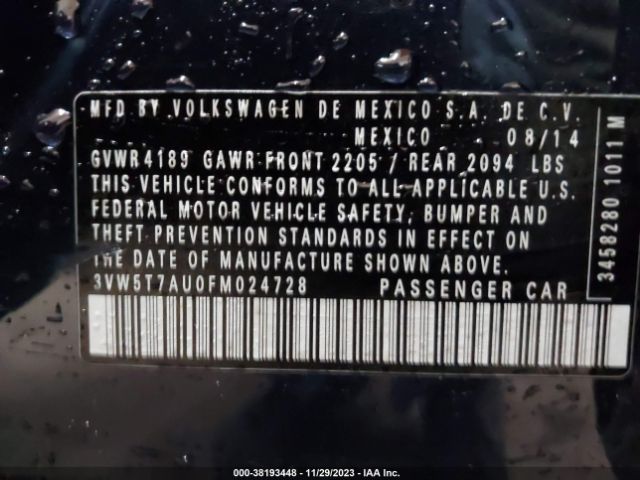 MFD BY VOLKSWAGEN DE MEXICO S.A. DE C.V.
MEXICO 08/14
GVWR 4189 GAWR FRONT 2205 / REAR 2094 LBS
THIS VEHICLE CONFORMS TO ALL APPLICABLE U.S.
FEDERAL MOTOR VEHICLE SAFETY, BUMPER AND
THEFT PREVENTION STANDARDS IN EFFECT ON
THE DATE OF MANUFACTURE SHOWN ABOVE.
3VW5T7AU0FM024728 PASSENGER CAR
3458280 1011 M
000-38193448 - 11/29/2023 - IAA Inc.